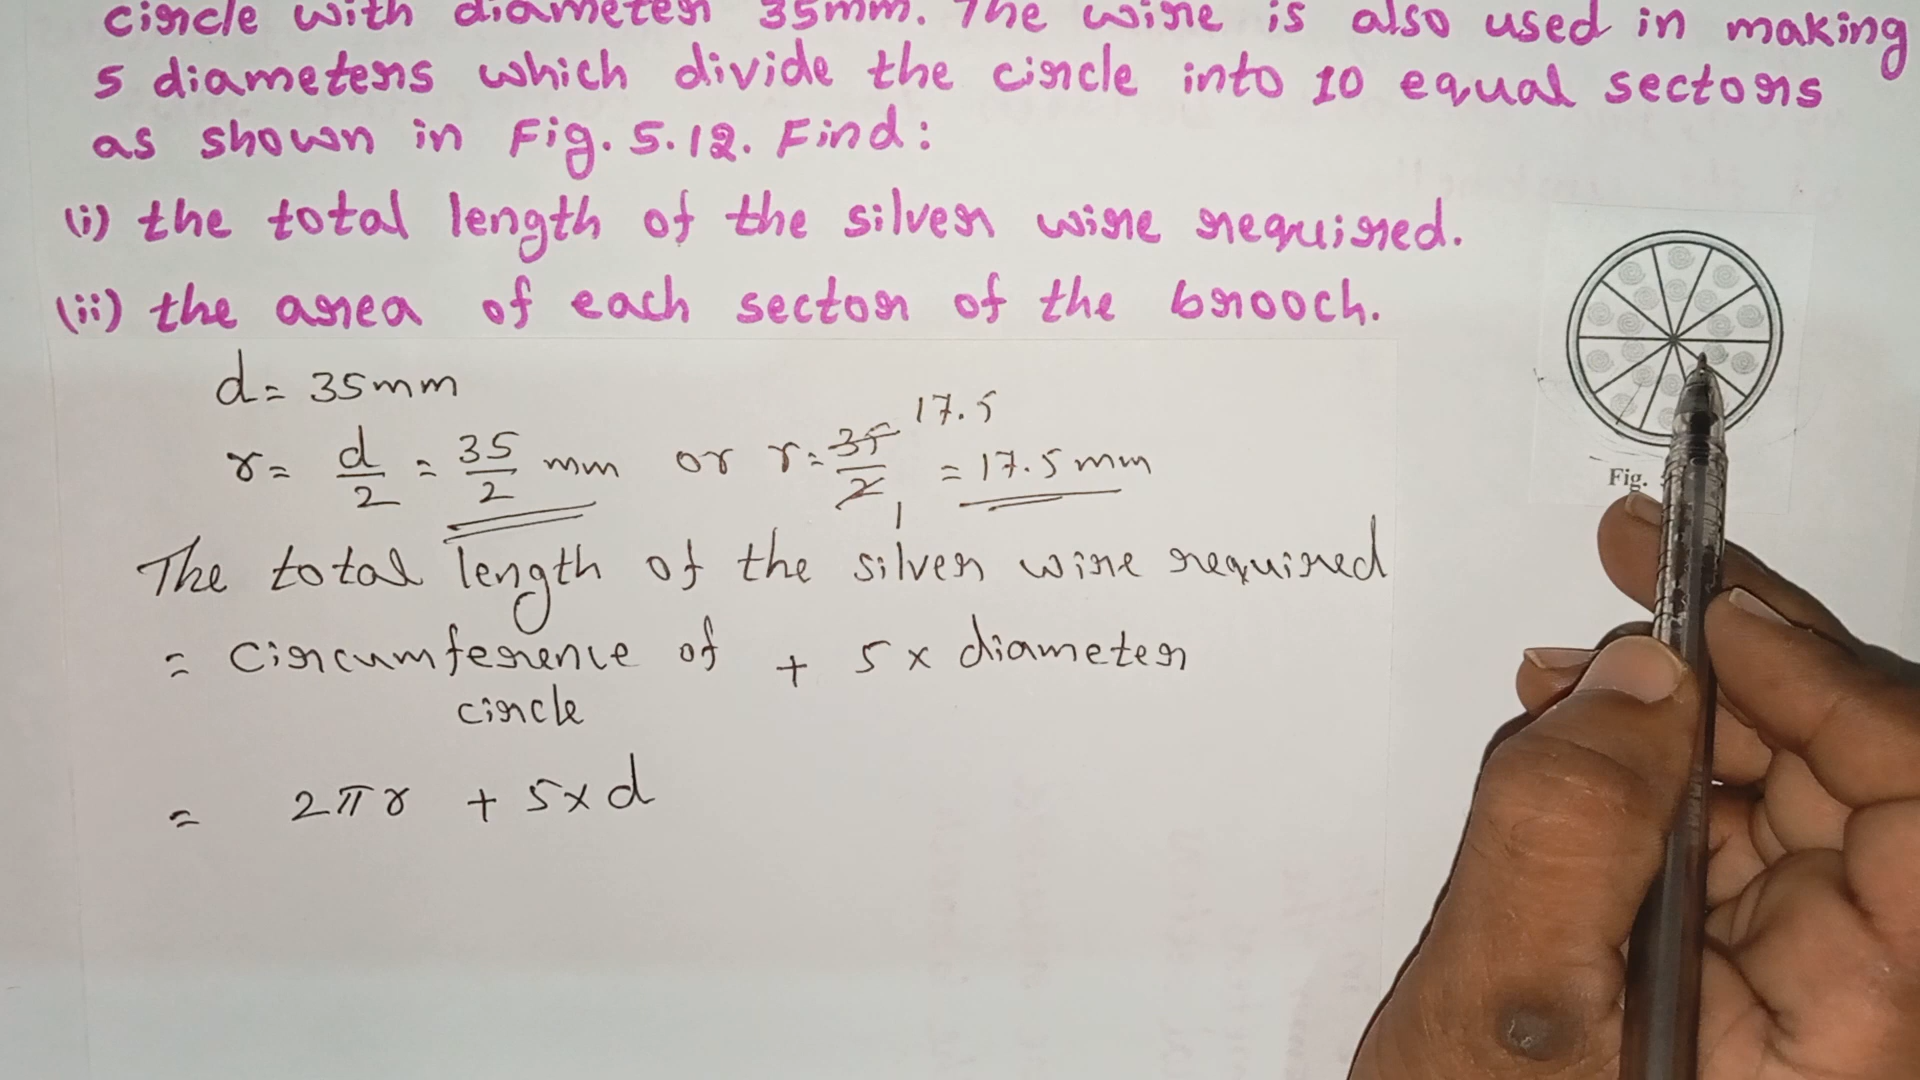 circle with diameter 35mm. The wire is also used in making
5 diameters which divide the circle into 10 equal sectors
as shown in Fig. 5.12. Find:
(i) the total length of the silver wire required.
(ii) the area of each sector of the brooch.
d = 35mm
r = d/2 = 35/2 mm or r = 35/2 17.5 1 = 17.5 mm
Fig.
The total length of the silver wire required
= circumference of circle + 5 x diameter
= 2πr + 5xd